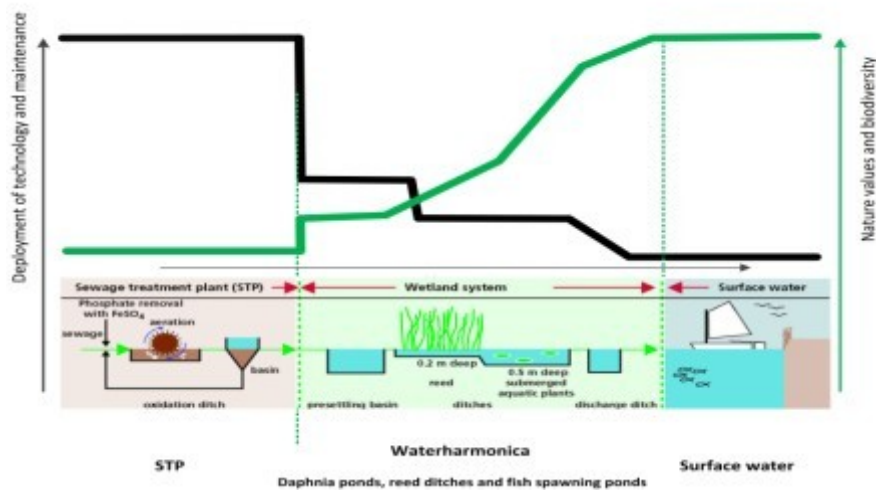 Deployment of technology and maintenance
Nature values and biodiversity
Sewage treatment plant (STP)
Wetland system
Surface water
Phosphate removal
with FeSO4
aeration
sewage
basin
oxidation ditch
0.2 m deep
reed
0.5 m deep
submerged
aquatic plants
presettling basin
ditches
discharge ditch
Waterharmonica
STP
Surface water
Daphnia ponds, reed ditches and fish spawning ponds